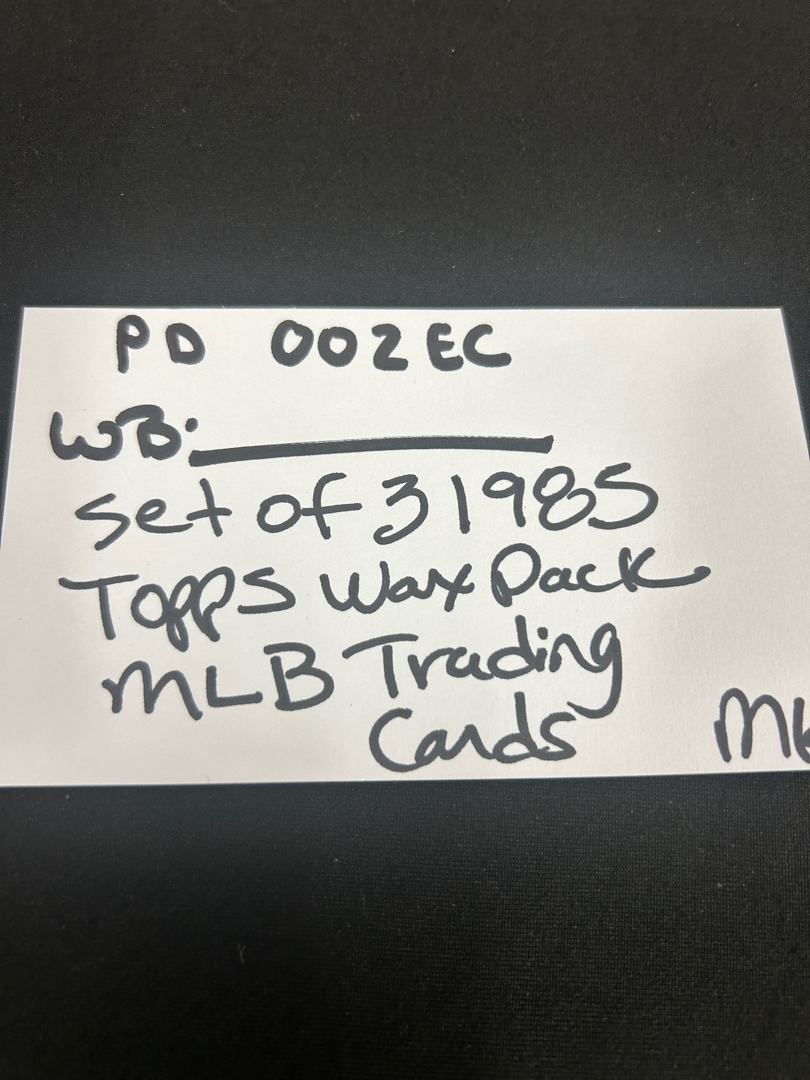 PD 002EC
WB: 
set of 3 1985
Topps Wax Pack
MLB Trading
Cards